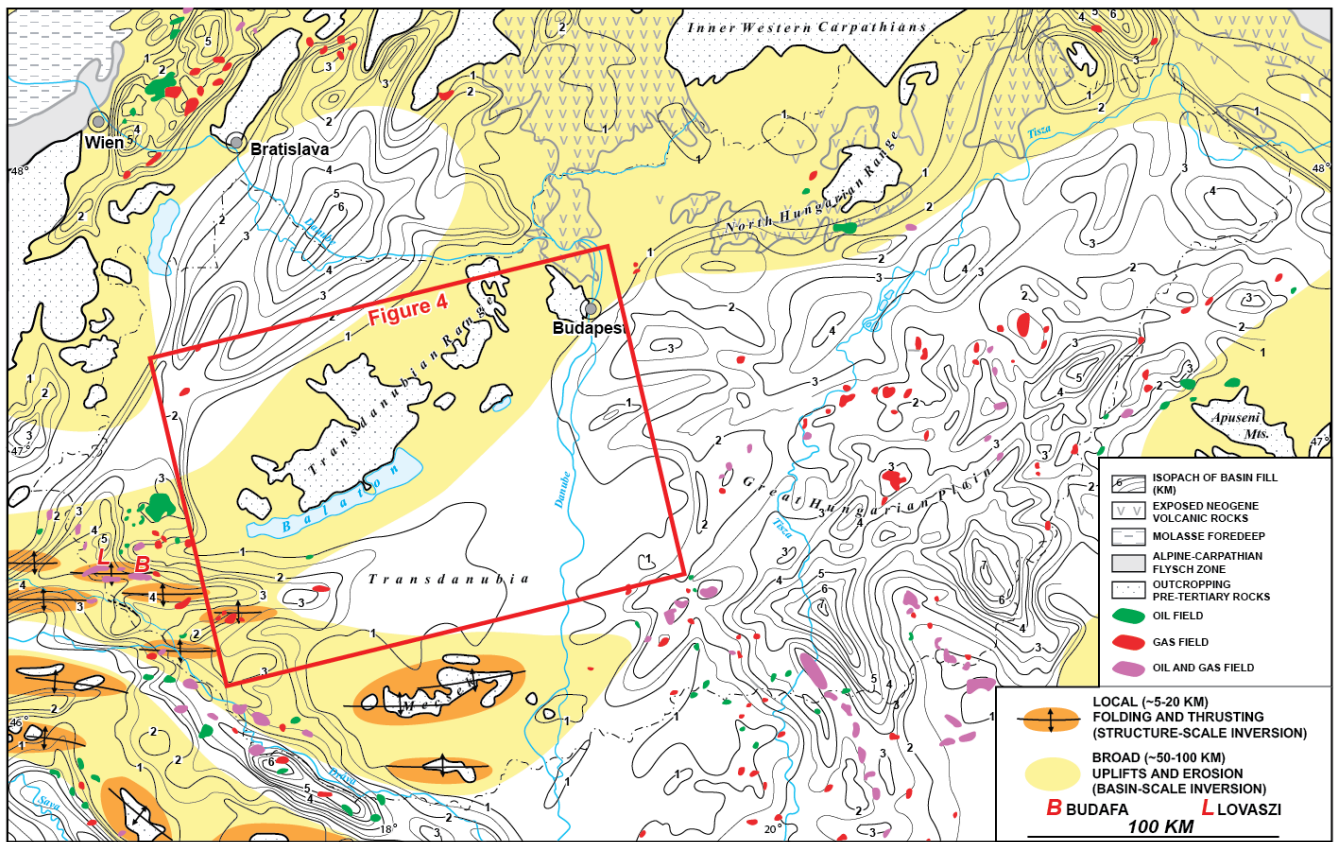 Inner Western Carpathians
Wien
Bratislava
Tisza
48°
48°
Danube
North Hungarian Range
Figure 4
Budapest
Transdanubian Range
Balaton
Danube
47°
47°
Apuseni
Mts.
Great Hungarian Plain
Tisza
L
B
Transdanubia
Mecsek
46°
Drava
Sava
18°
20°
6
ISOPACH OF BASIN FILL
(KM)
EXPOSED NEOGENE
VOLCANIC ROCKS
MOLASSE FOREDEEP
ALPINE-CARPATHIAN
FLYSCH ZONE
OUTCROPPING
PRE-TERTIARY ROCKS
OIL FIELD
GAS FIELD
OIL AND GAS FIELD
LOCAL (~5-20 KM)
FOLDING AND THRUSTING
(STRUCTURE-SCALE INVERSION)
BROAD (~50-100 KM)
UPLIFTS AND EROSION
(BASIN-SCALE INVERSION)
B BUDAFA L LOVASZI
100 KM